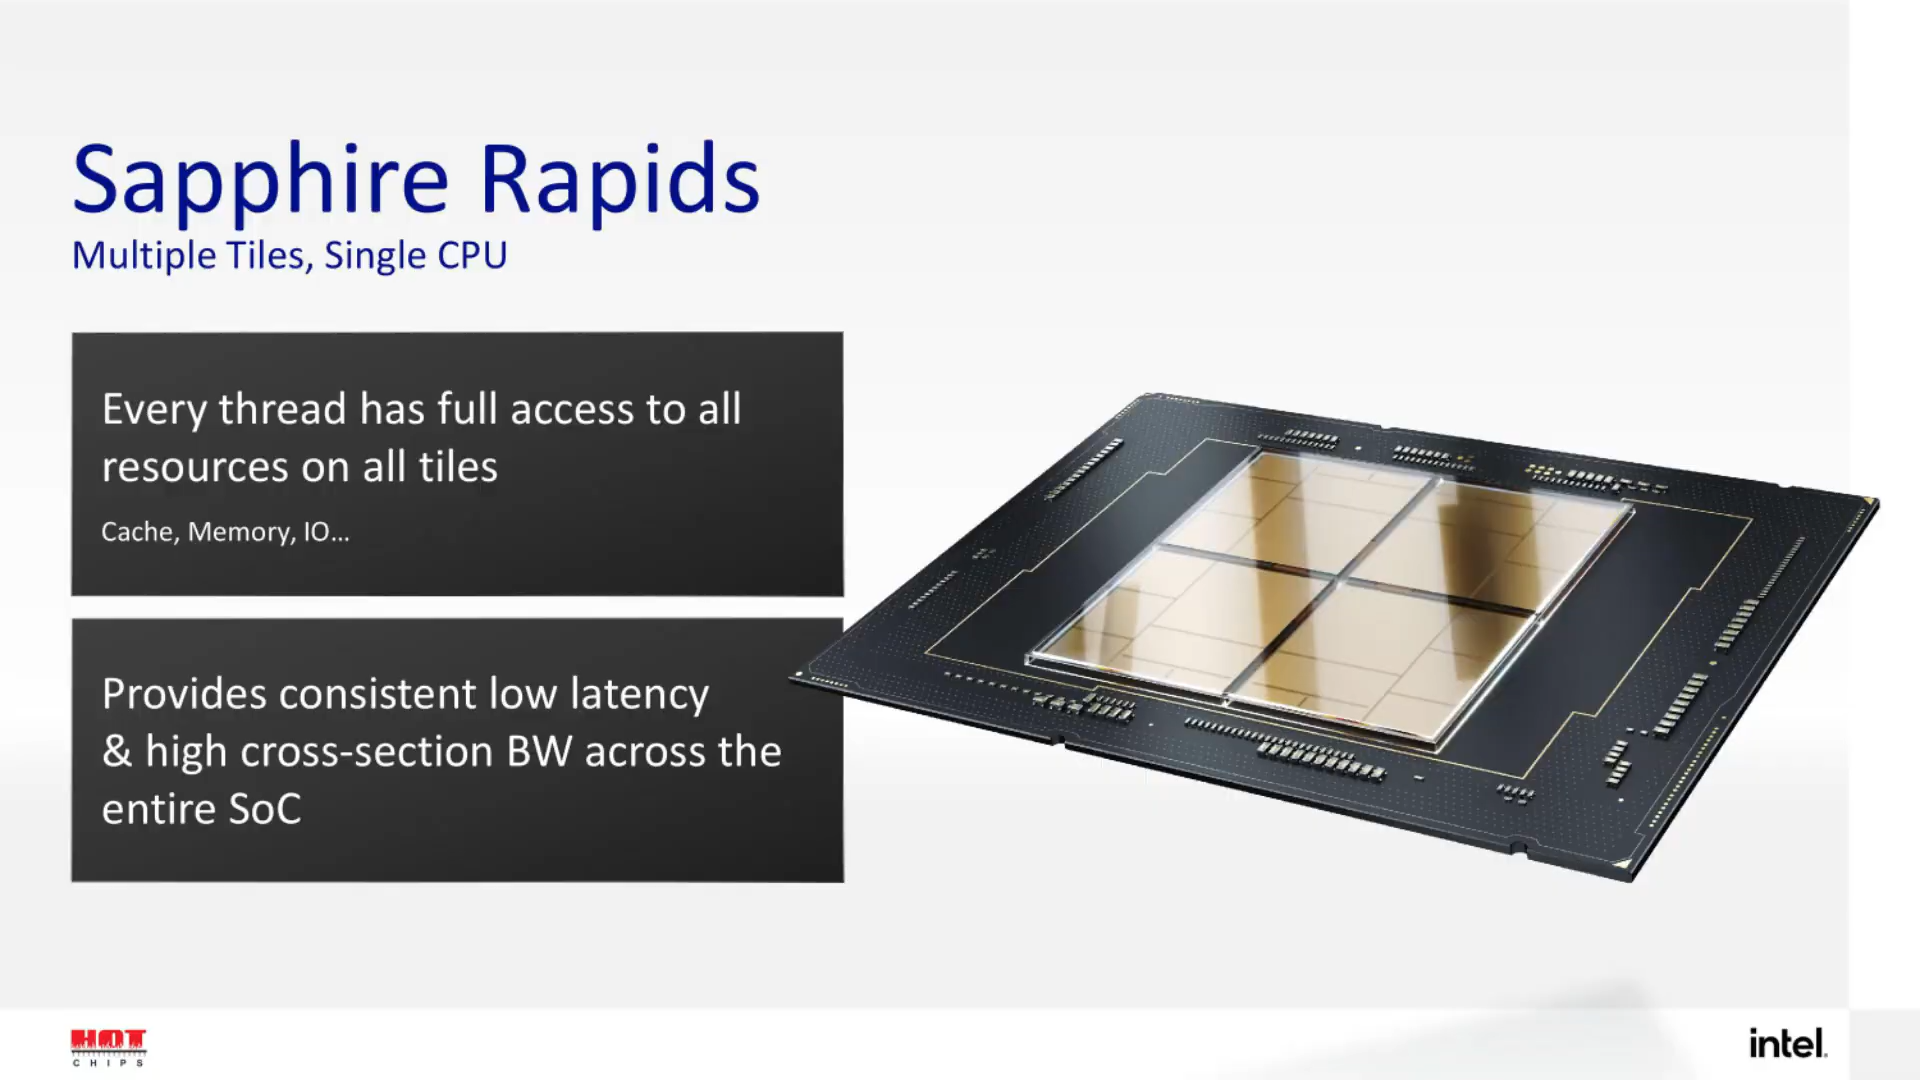 Sapphire Rapids
Multiple Tiles, Single CPU
Every thread has full access to all
resources on all tiles
Cache, Memory, IO...
Provides consistent low latency
& high cross-section BW across the
entire SoC
HOT
CHIPS
intel.